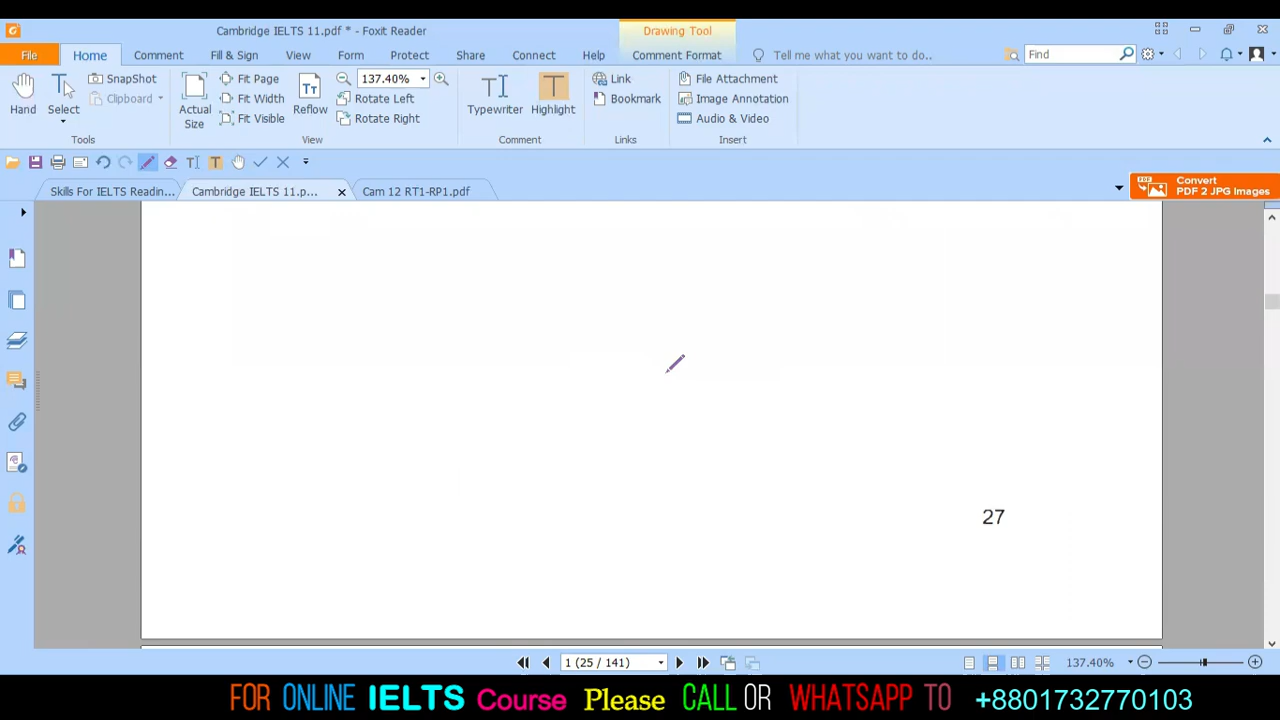 Cambridge IELTS 11.pdf * - Foxit Reader
Drawing Tool
File
Home
Comment
Fill & Sign
View
Form
Protect
Share
Connect
Help
Comment Format
Tell me what you want to do..
Find
Hand
Select
SnapShot
Clipboard
Tools
Actual
Size
Fit Page
Fit Width
Fit Visible
Reflow
137.40%
Rotate Left
Rotate Right
View
Typewriter
Highlight
Comment
Link
Bookmark
Links
File Attachment
Image Annotation
Audio & Video
Insert
Skills For IELTS Readin...
Cambridge IELTS 11.p...
Cam 12 RT1-RP1.pdf
Convert
PDF 2 JPG Images
27
1 (25 / 141)
137.40%
FOR ONLINE IELTS Course Please CALL OR WHATSAPP TO +8801732770103